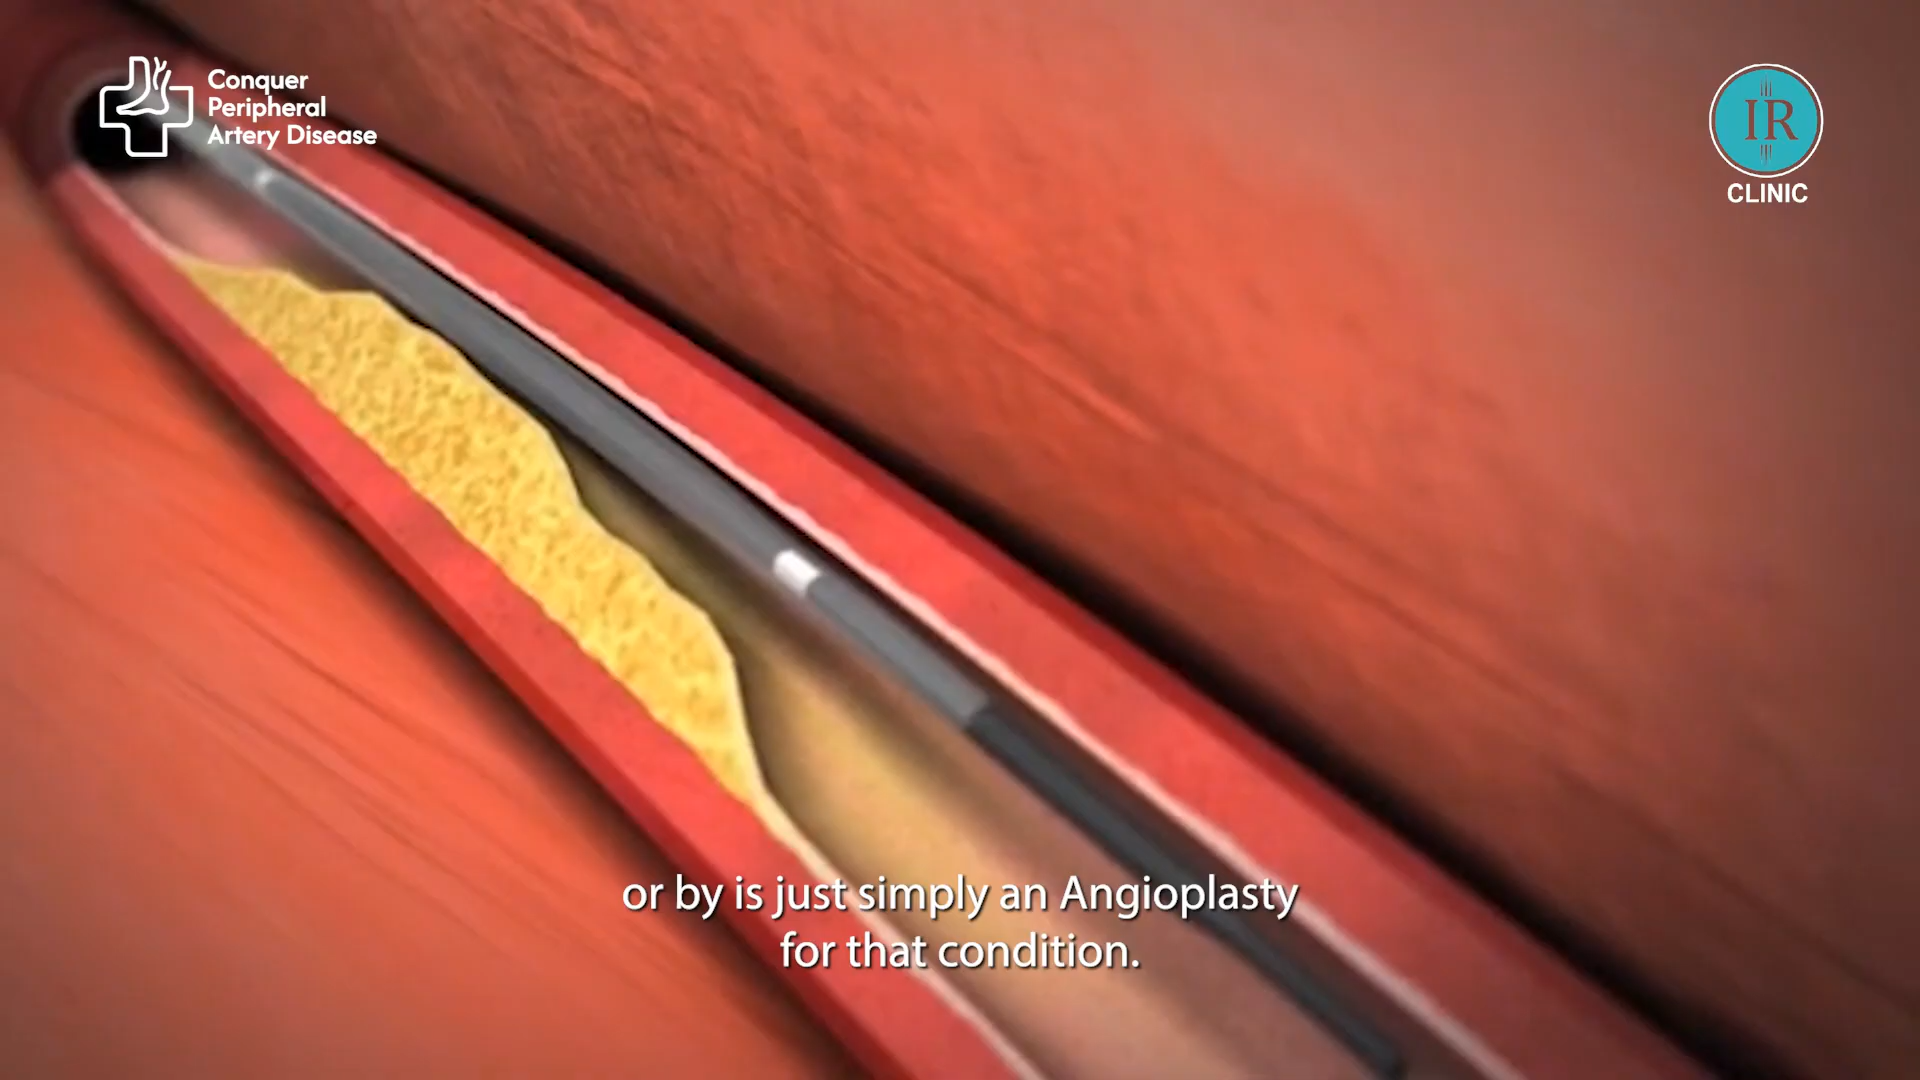 Conquer
Peripheral
Artery Disease
IR
CLINIC
or by is just simply an Angioplasty
for that condition.